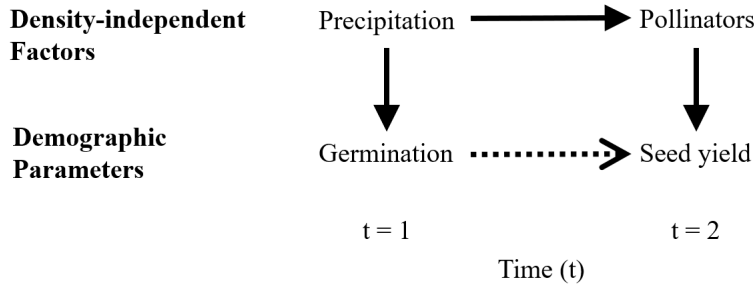 Density-independent Factors
Precipitation
Pollinators
Demographic Parameters
Germination
Seed yield
t = 1
t = 2
Time (t)